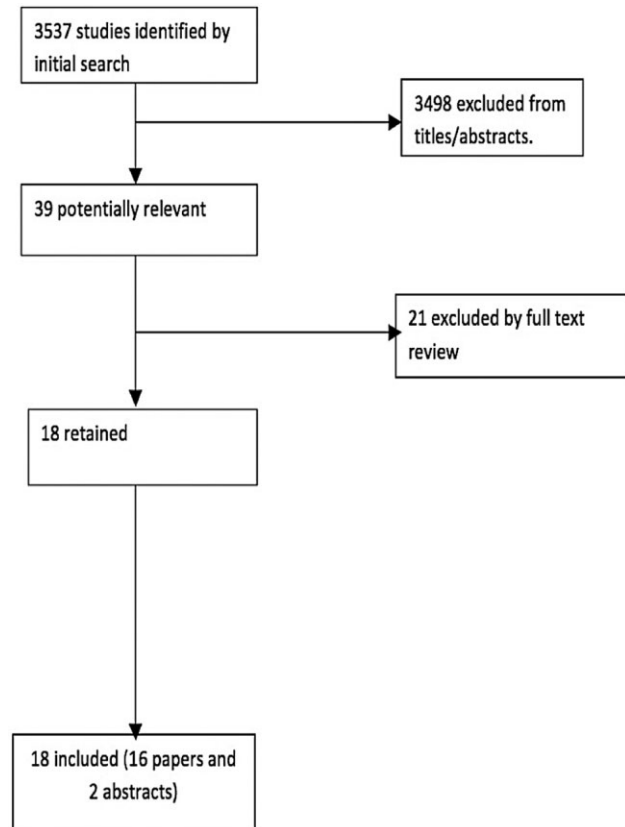 3537 studies identified by
initial search
3498 excluded from
titles/abstracts.
39 potentially relevant
21 excluded by full text
review
18 retained
18 included (16 papers and
2 abstracts)